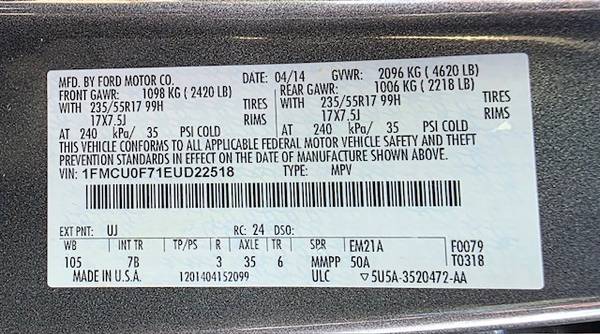 MFD. BY FORD MOTOR CO. DATE: 04/14 GVWR: 2096 KG ( 4620 LB)
FRONT GAWR: 1098 KG ( 2420 LB) REAR GAWR: 1006 KG ( 2218 LB)
WITH 235/55R17 99H TIRES WITH 235/55R17 99H TIRES
17X7.5J RIMS 17X7.5J RIMS
AT 240 kPa/ 35 PSI COLD AT 240 kPa/ 35 PSI COLD
THIS VEHICLE CONFORMS TO ALL APPLICABLE FEDERAL MOTOR VEHICLE SAFETY AND THEFT
PREVENTION STANDARDS IN EFFECT ON THE DATE OF MANUFACTURE SHOWN ABOVE.
VIN: 1FMCU0F71EUD22518 TYPE: MPV
EXT PNT: UJ RC: 24 DSO:
WB INT TR TP/PS R AXLE TR SPR EM21A F0079
105 7B 3 35 6 MMPP 50A T0318
MADE IN U.S.A. 1201404152099 ULC 5U5A-3520472-AA